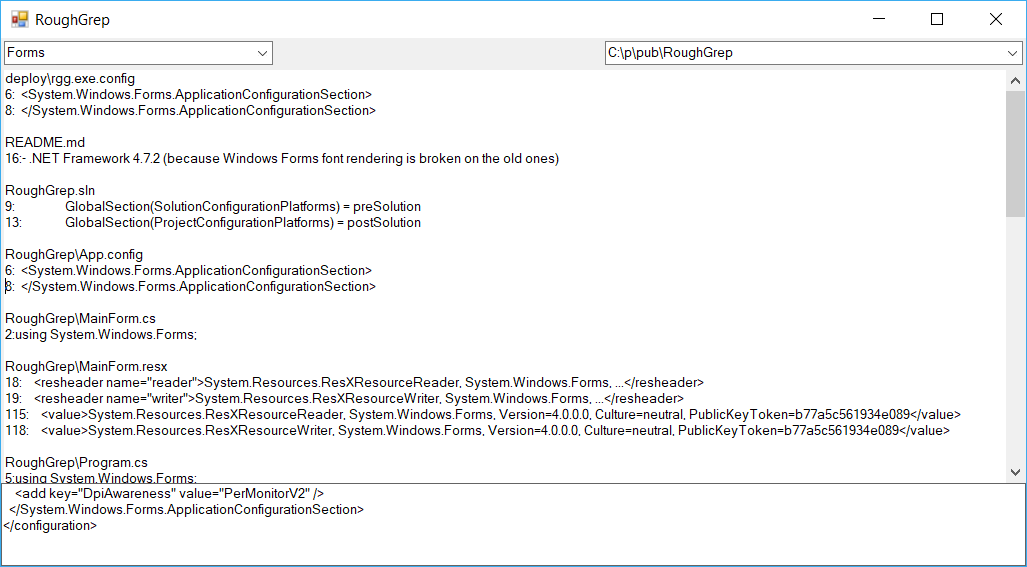 RoughGrep
Forms
C:\p\pub\RoughGrep
deploy\rgg.exe.config
6:  <System.Windows.Forms.ApplicationConfigurationSection>
8:  </System.Windows.Forms.ApplicationConfigurationSection>
README.md
16:- .NET Framework 4.7.2 (because Windows Forms font rendering is broken on the old ones)
RoughGrep.sln
9:	GlobalSection(SolutionConfigurationPlatforms) = preSolution
13:	GlobalSection(ProjectConfigurationPlatforms) = postSolution
RoughGrep\App.config
6:  <System.Windows.Forms.ApplicationConfigurationSection>
8:  </System.Windows.Forms.ApplicationConfigurationSection>
RoughGrep\MainForm.cs
2:using System.Windows.Forms;
RoughGrep\MainForm.resx
18:    <resheader name="reader">System.Resources.ResXResourceReader, System.Windows.Forms, ...</resheader>
19:    <resheader name="writer">System.Resources.ResXResourceWriter, System.Windows.Forms, ...</resheader>
115:    <value>System.Resources.ResXResourceReader, System.Windows.Forms, Version=4.0.0.0, Culture=neutral, PublicKeyToken=b77a5c561934e089</value>
118:    <value>System.Resources.ResXResourceWriter, System.Windows.Forms, Version=4.0.0.0, Culture=neutral, PublicKeyToken=b77a5c561934e089</value>
RoughGrep\Program.cs
5:using System.Windows.Forms;
    <add key="DpiAwareness" value="PerMonitorV2" />
  </System.Windows.Forms.ApplicationConfigurationSection>
</configuration>